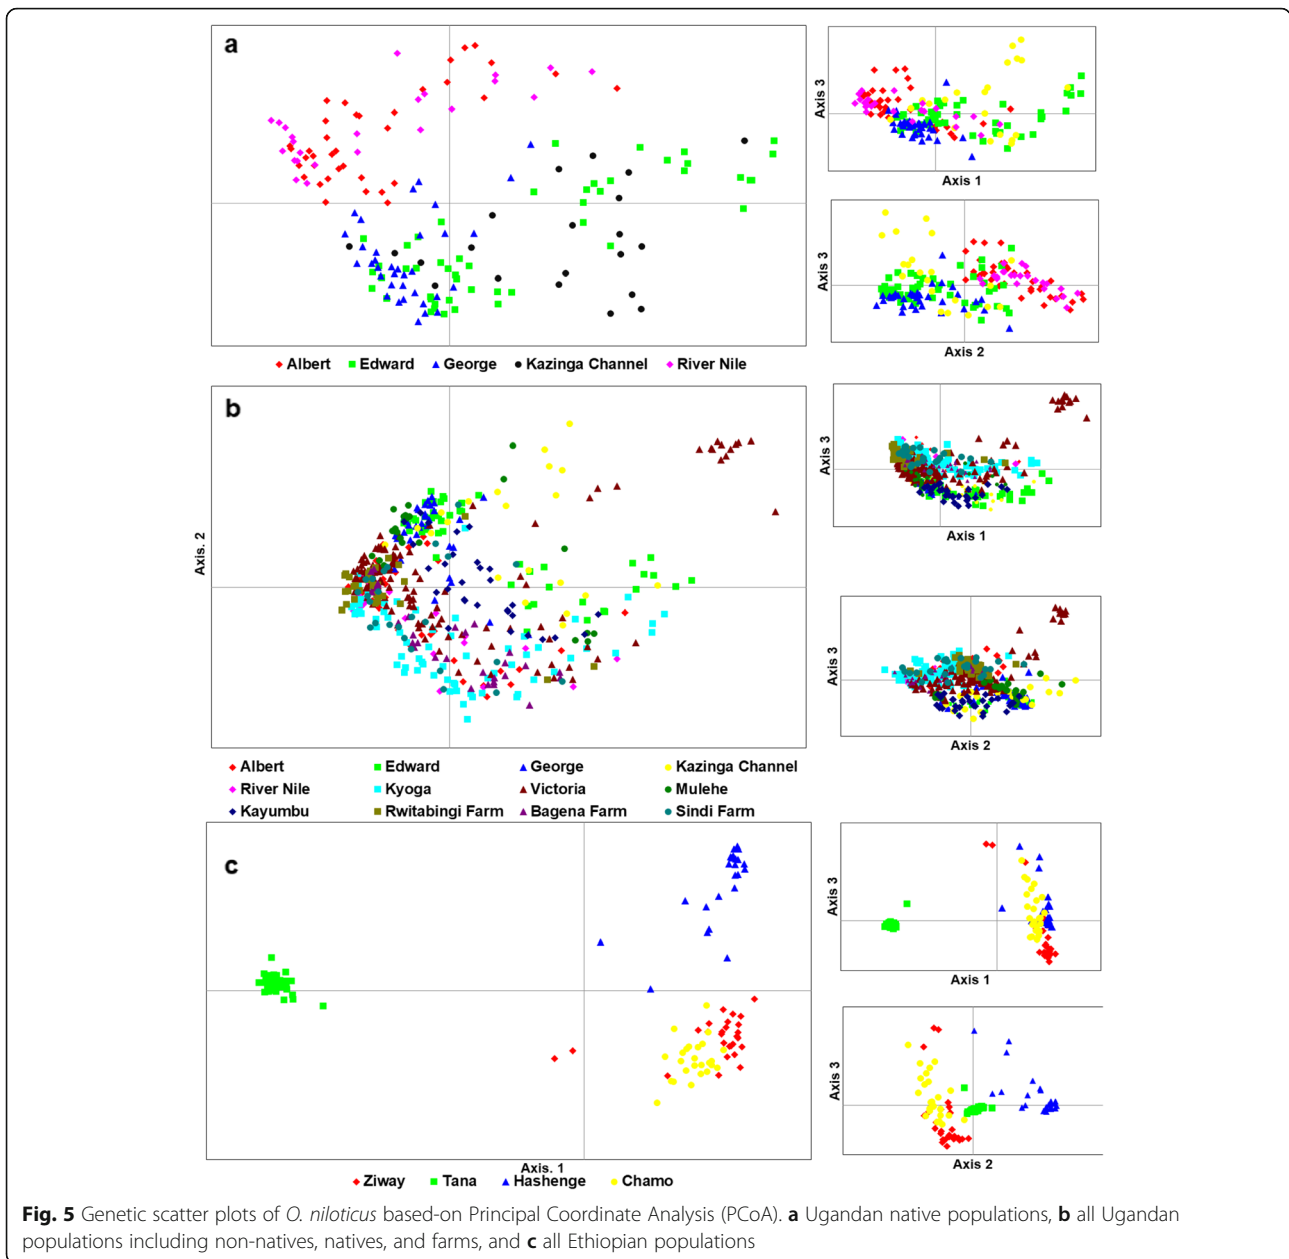 a
Axis 3
Axis 1
Axis 3
Axis 2
Albert Edward George Kazinga Channel River Nile
b
Axis. 2
Axis 3
Axis 1
Axis 3
Axis 2
Albert Edward George Kazinga Channel
River Nile Kyoga Victoria Mulehe
Kayumbu Rwitabingi Farm Bagena Farm Sindi Farm
c
Axis 3
Axis 1
Axis 3
Axis 2
Axis. 1
Ziway Tana Hashenge Chamo
Fig. 5 Genetic scatter plots of O. niloticus based-on Principal Coordinate Analysis (PCoA). a Ugandan native populations, b all Ugandan
populations including non-natives, natives, and farms, and c all Ethiopian populations